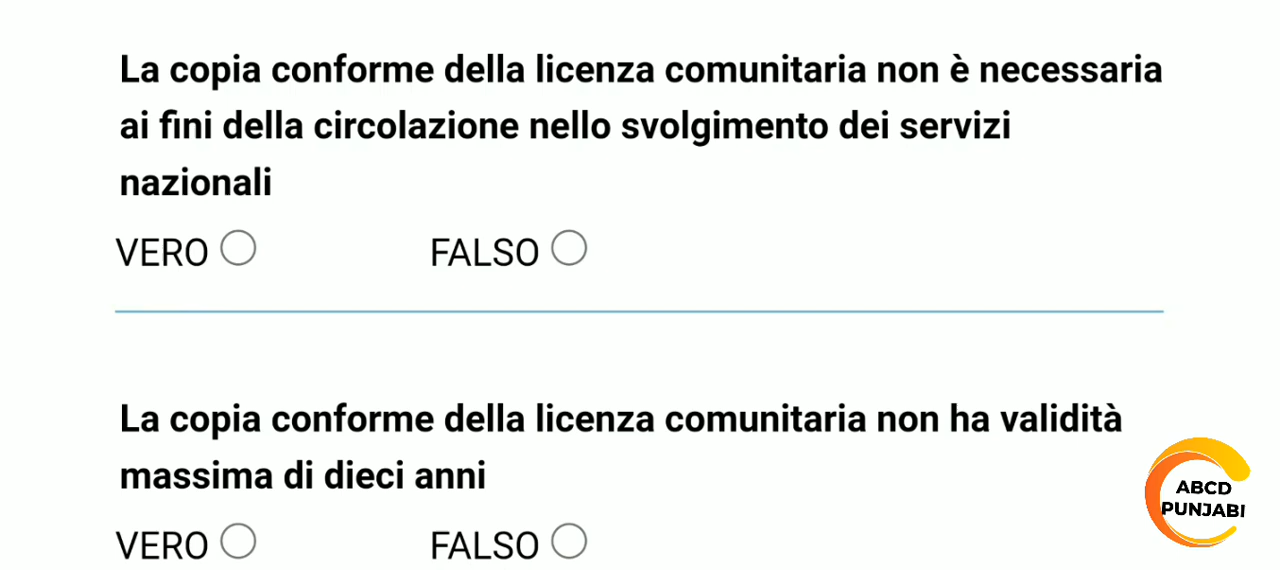 La copia conforme della licenza comunitaria non è necessaria
ai fini della circolazione nello svolgimento dei servizi
nazionali
VERO FALSO
La copia conforme della licenza comunitaria non ha validità
massima di dieci anni
VERO FALSO
ABCD
PUNJABI